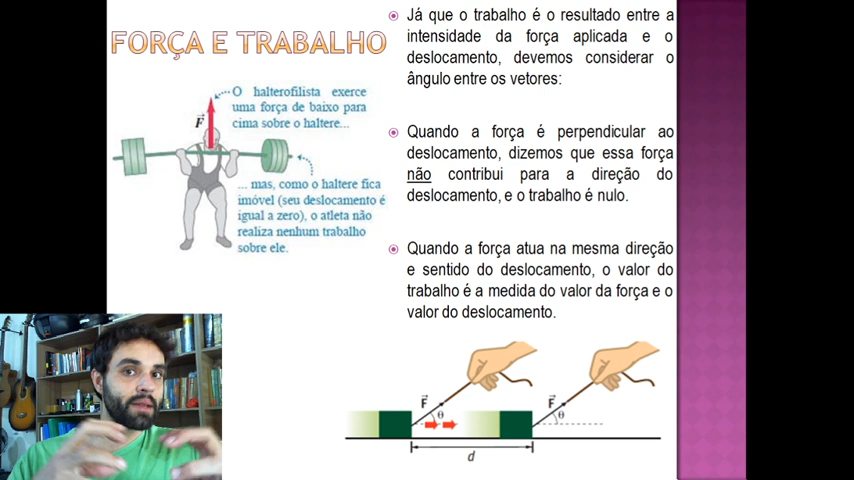 FORÇA E TRABALHO
O halterofilista exerce
uma força de baixo para
cima sobre o haltere...
F
... mas, como o haltere fica
imóvel (seu deslocamento é
igual a zero), o atleta não
realiza nenhum trabalho
sobre ele.
Já que o trabalho é o resultado entre a
intensidade da força aplicada e o
deslocamento, devemos considerar o
ângulo entre os vetores:
Quando a força é perpendicular ao
deslocamento, dizemos que essa força
não contribui para a direção do
deslocamento, e o trabalho é nulo.
Quando a força atua na mesma direção
e sentido do deslocamento, o valor do
trabalho é a medida do valor da força e o
valor do deslocamento.
F
θ
F
θ
d